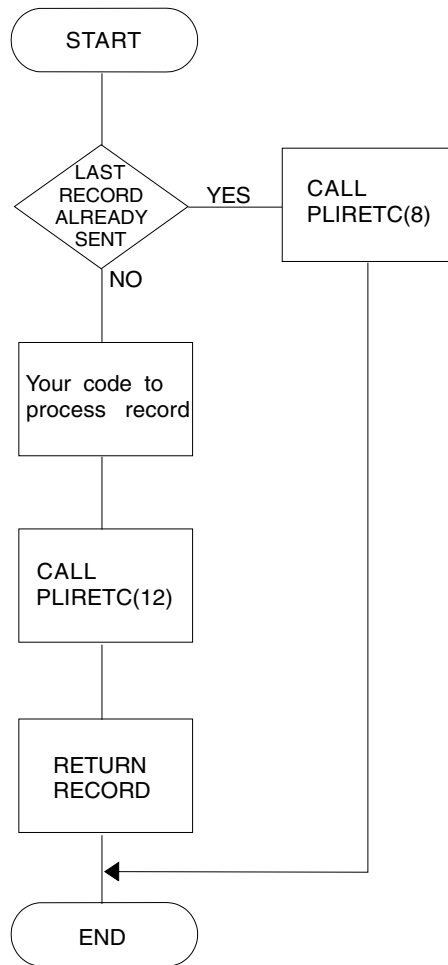 START
LAST
RECORD
ALREADY
SENT
YES
CALL
PLIRETC(8)
NO
Your code to
process record
CALL
PLIRETC(12)
RETURN
RECORD
END